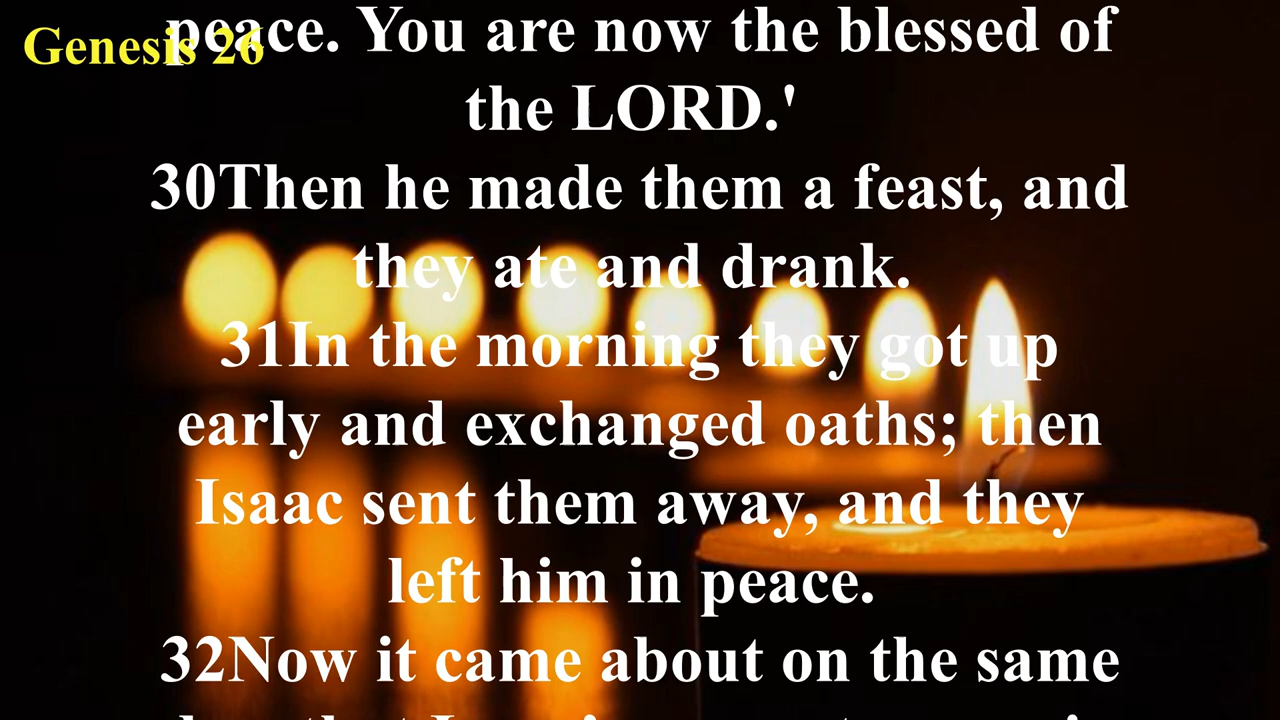 Genesis 26
peace. You are now the blessed of
the LORD.'
30Then he made them a feast, and
they ate and drank.
31In the morning they got up
early and exchanged oaths; then
Isaac sent them away, and they
left him in peace.
32Now it came about on the same